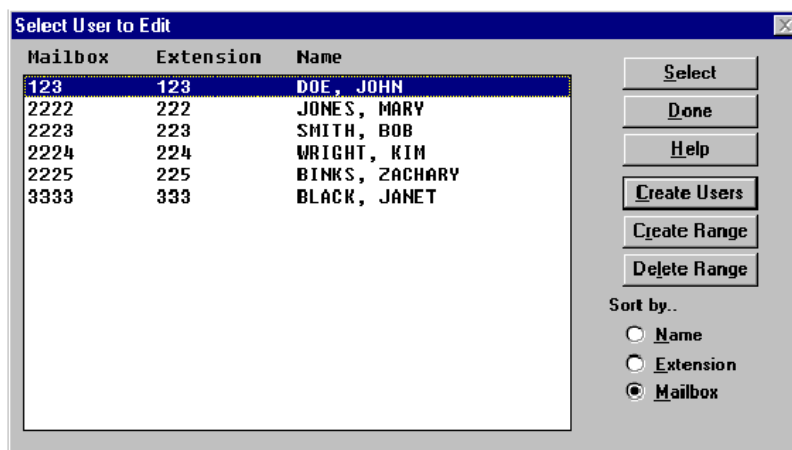 Select User to Edit
Mailbox Extension Name
123 123 DOE, JOHN
2222 222 JONES, MARY
2223 223 SMITH, BOB
2224 224 WRIGHT, KIM
2225 225 BINKS, ZACHARY
3333 333 BLACK, JANET
Select
Done
Help
Create Users
Create Range
Delete Range
Sort by..
Name
Extension
Mailbox